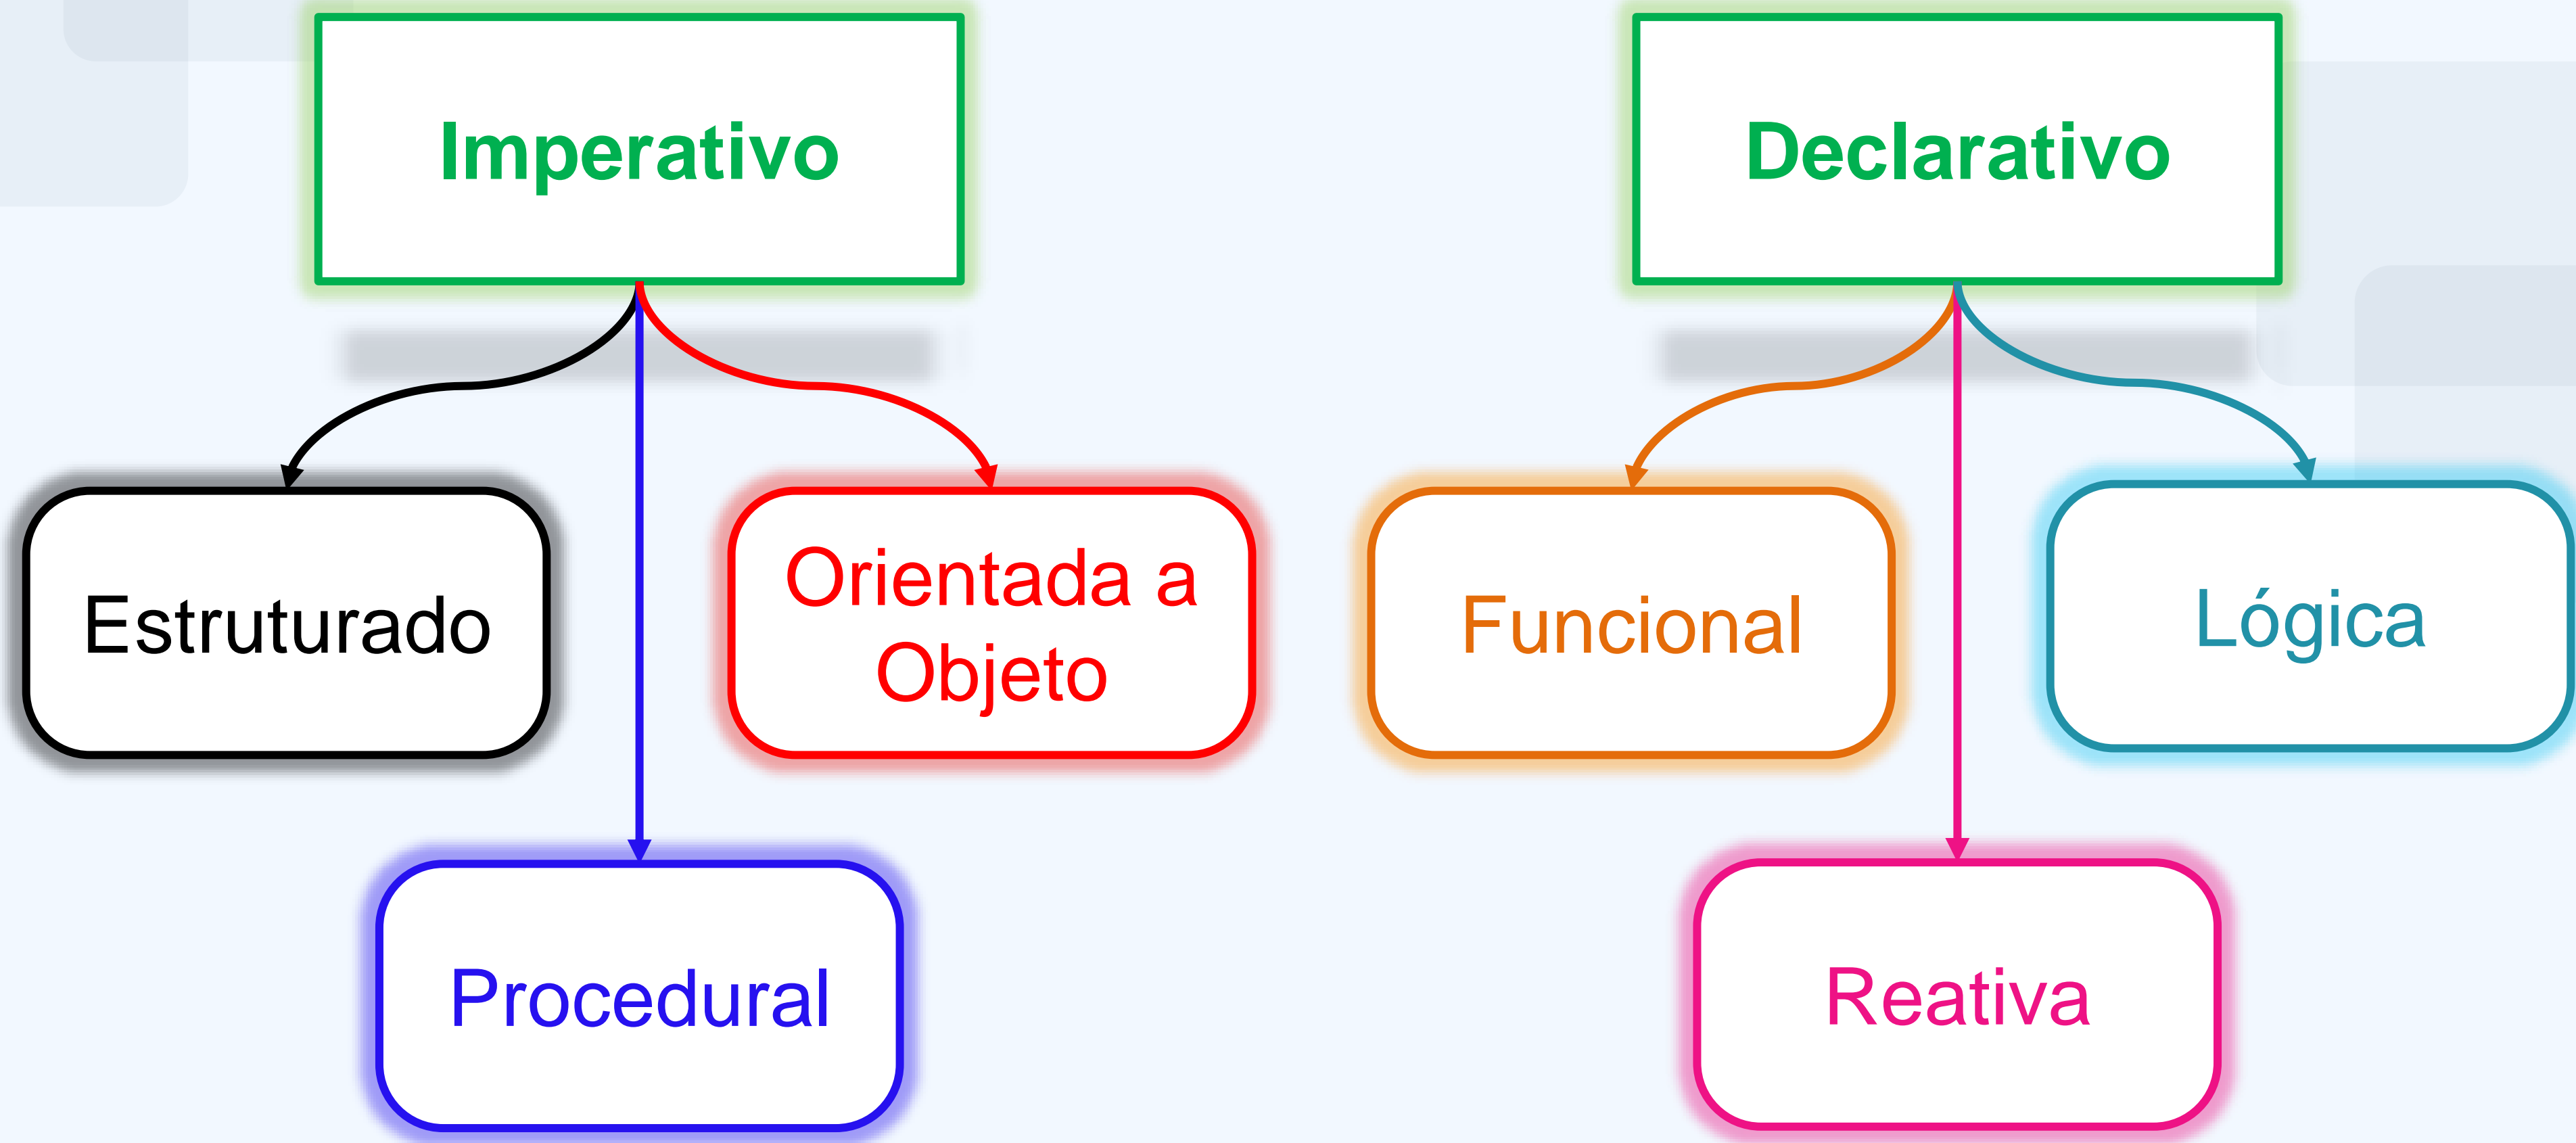 Imperativo
Declarativo
Estruturado
Orientada a
Objeto
Funcional
Lógica
Procedural
Reativa